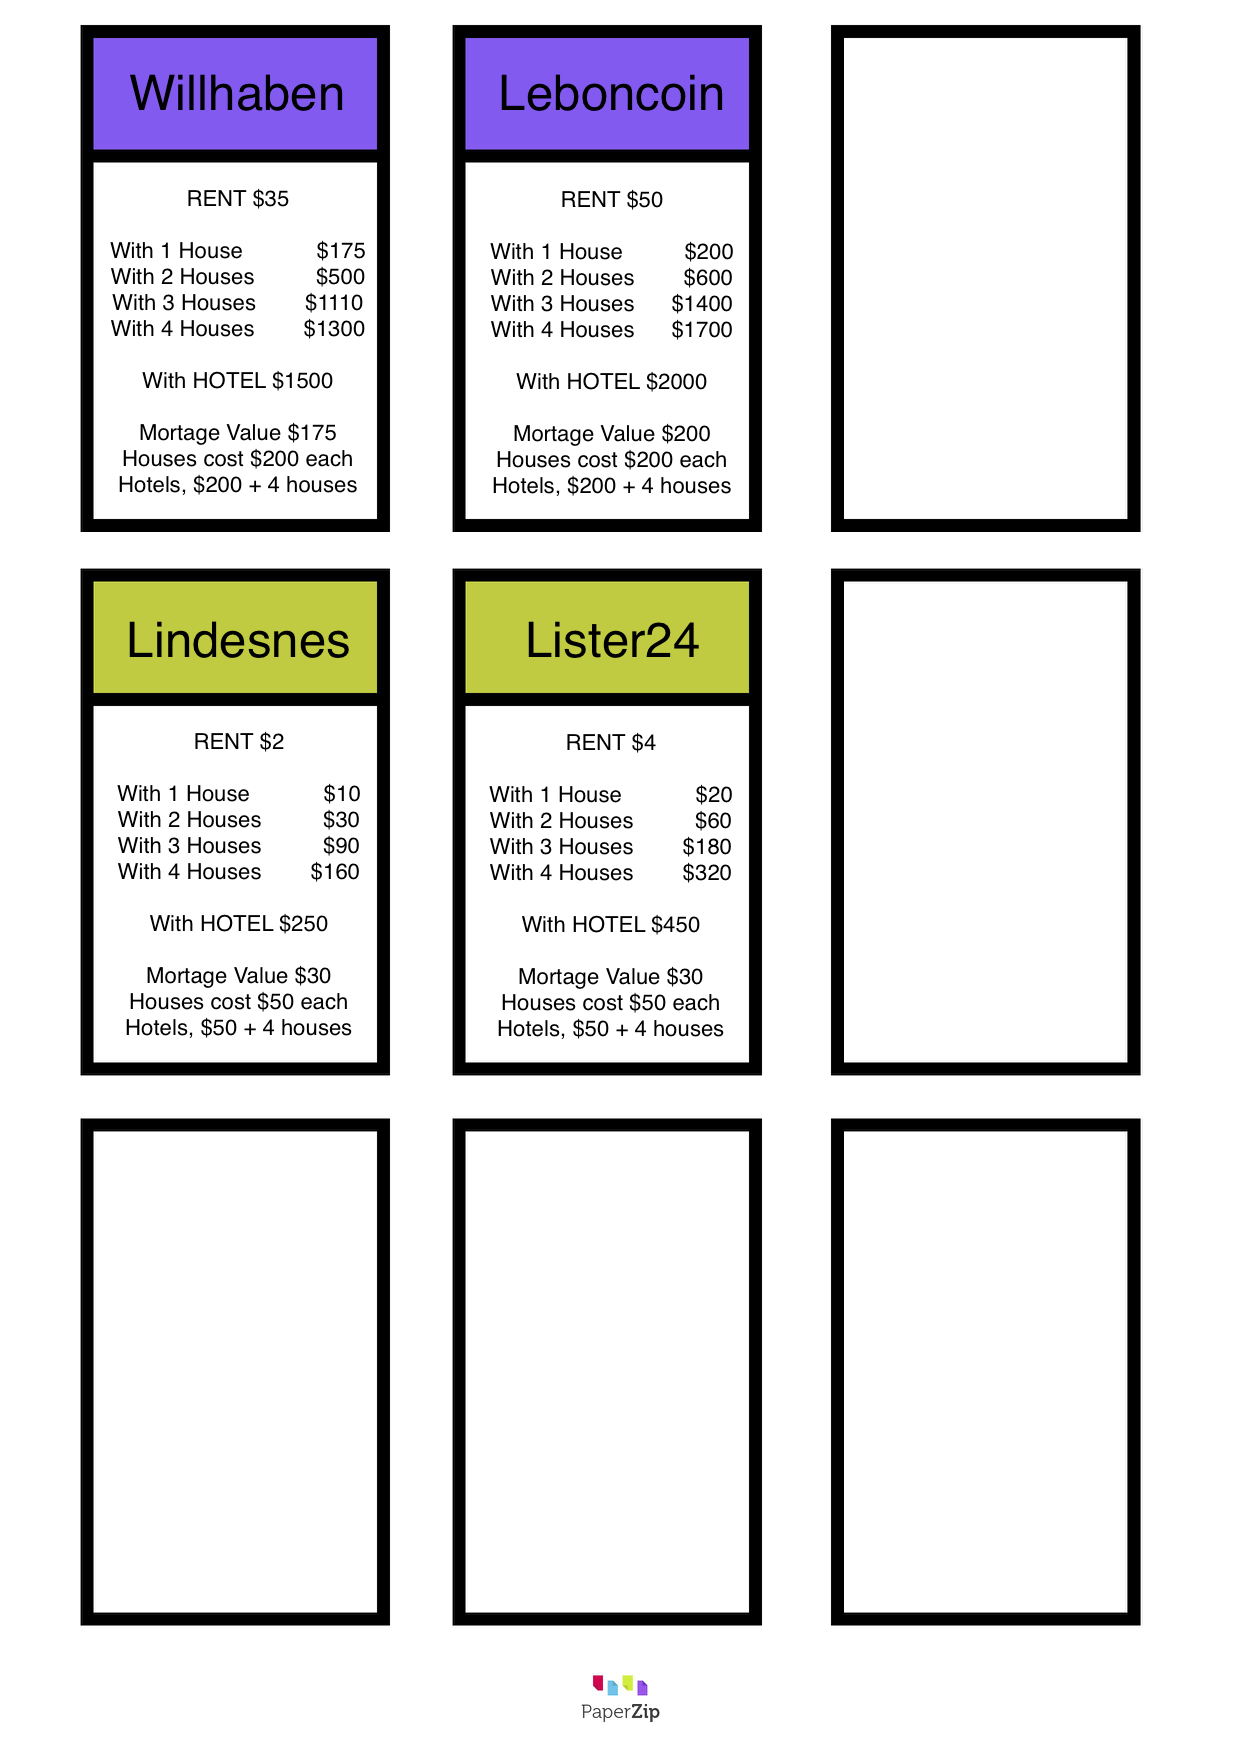 Willhaben
RENT $35
With 1 House $175
With 2 Houses $500
With 3 Houses $1110
With 4 Houses $1300
With HOTEL $1500
Mortage Value $175
Houses cost $200 each
Hotels, $200 + 4 houses
Leboncoin
RENT $50
With 1 House $200
With 2 Houses $600
With 3 Houses $1400
With 4 Houses $1700
With HOTEL $2000
Mortage Value $200
Houses cost $200 each
Hotels, $200 + 4 houses
Lindesnes
RENT $2
With 1 House $10
With 2 Houses $30
With 3 Houses $90
With 4 Houses $160
With HOTEL $250
Mortage Value $30
Houses cost $50 each
Hotels, $50 + 4 houses
Lister24
RENT $4
With 1 House $20
With 2 Houses $60
With 3 Houses $180
With 4 Houses $320
With HOTEL $450
Mortage Value $30
Houses cost $50 each
Hotels, $50 + 4 houses
PaperZip